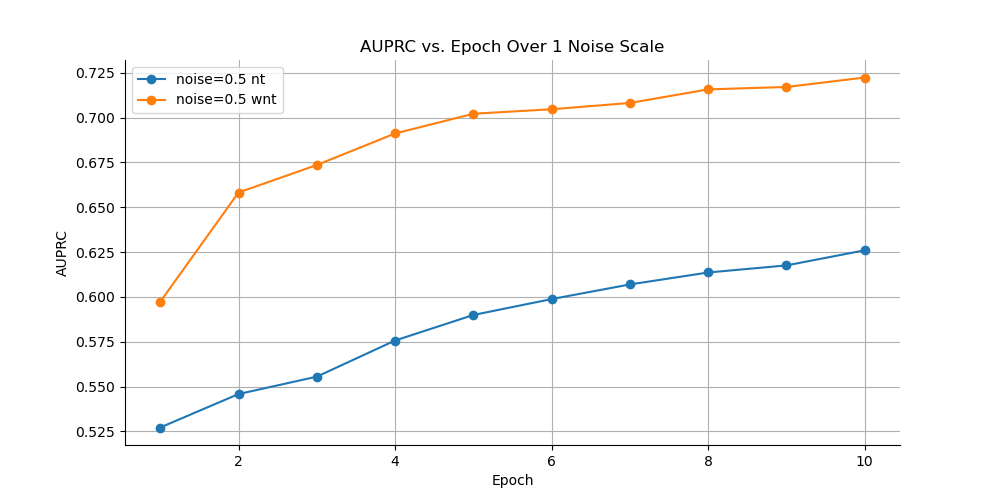 AUPRC vs. Epoch Over 1 Noise Scale
noise=0.5 nt
noise=0.5 wnt
AUPRC
0.725
0.700
0.675
0.650
0.625
0.600
0.575
0.550
0.525
2 4 6 8 10
Epoch